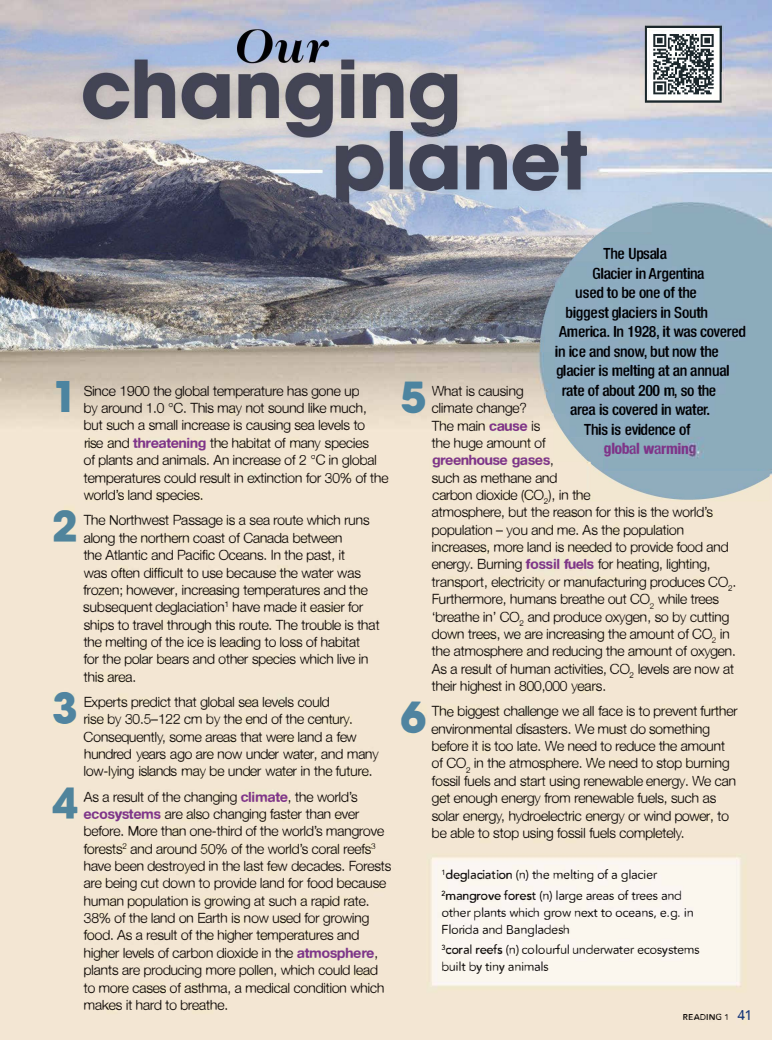 Our
changing
planet
The Upsala
Glacier in Argentina
used to be one of the
biggest glaciers in South
America. In 1928, it was covered
in ice and snow, but now the
glacier is melting at an annual
rate of about 200 m, so the
area is covered in water.
This is evidence of
global warming.
1 Since 1900 the global temperature has gone up
by around 1.0 °C. This may not sound like much,
but such a small increase is causing sea levels to
rise and threatening the habitat of many species
of plants and animals. An increase of 2 °C in global
temperatures could result in extinction for 30% of the
world's land species.
2 The Northwest Passage is a sea route which runs
along the northern coast of Canada between
the Atlantic and Pacific Oceans. In the past, it
was often difficult to use because the water was
frozen; however, increasing temperatures and the
subsequent deglaciation¹ have made it easier for
ships to travel through this route. The trouble is that
the melting of the ice is leading to loss of habitat
for the polar bears and other species which live in
this area.
3 Experts predict that global sea levels could
rise by 30.5–122 cm by the end of the century.
Consequently, some areas that were land a few
hundred years ago are now under water, and many
low-lying islands may be under water in the future.
4 As a result of the changing climate, the world's
ecosystems are also changing faster than ever
before. More than one-third of the world's mangrove
forests² and around 50% of the world's coral reefs³
have been destroyed in the last few decades. Forests
are being cut down to provide land for food because
human population is growing at such a rapid rate.
38% of the land on Earth is now used for growing
food. As a result of the higher temperatures and
higher levels of carbon dioxide in the atmosphere,
plants are producing more pollen, which could lead
to more cases of asthma, a medical condition which
makes it hard to breathe.
5 What is causing
climate change?
The main cause is
the huge amount of
greenhouse gases,
such as methane and
carbon dioxide (CO₂), in the
atmosphere, but the reason for this is the world's
population – you and me. As the population
increases, more land is needed to provide food and
energy. Burning fossil fuels for heating, lighting,
transport, electricity or manufacturing produces CO₂.
Furthermore, humans breathe out CO₂ while trees
'breathe in' CO₂ and produce oxygen, so by cutting
down trees, we are increasing the amount of CO₂ in
the atmosphere and reducing the amount of oxygen.
As a result of human activities, CO₂ levels are now at
their highest in 800,000 years.
6 The biggest challenge we all face is to prevent further
environmental disasters. We must do something
before it is too late. We need to reduce the amount
of CO₂ in the atmosphere. We need to stop burning
fossil fuels and start using renewable energy. We can
get enough energy from renewable fuels, such as
solar energy, hydroelectric energy or wind power, to
be able to stop using fossil fuels completely.
¹deglaciation (n) the melting of a glacier
²mangrove forest (n) large areas of trees and
other plants which grow next to oceans, e.g. in
Florida and Bangladesh
³coral reefs (n) colourful underwater ecosystems
built by tiny animals
READING 1 41